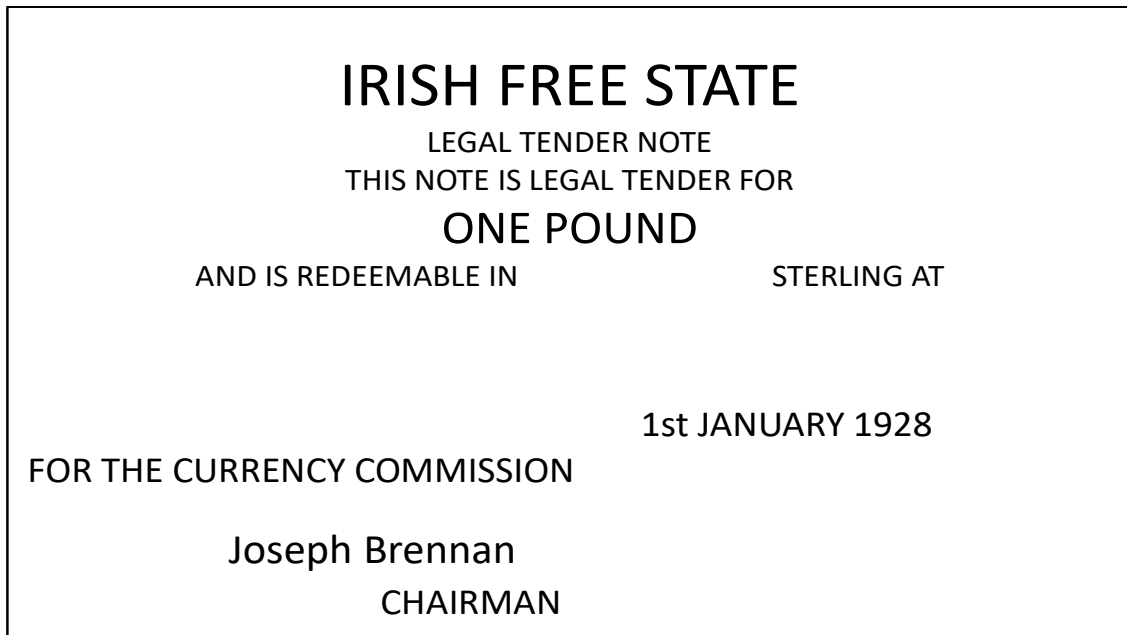 IRISH FREE STATE
LEGAL TENDER NOTE
THIS NOTE IS LEGAL TENDER FOR
ONE POUND
AND IS REDEEMABLE IN STERLING AT
1st JANUARY 1928
FOR THE CURRENCY COMMISSION
Joseph Brennan
CHAIRMAN